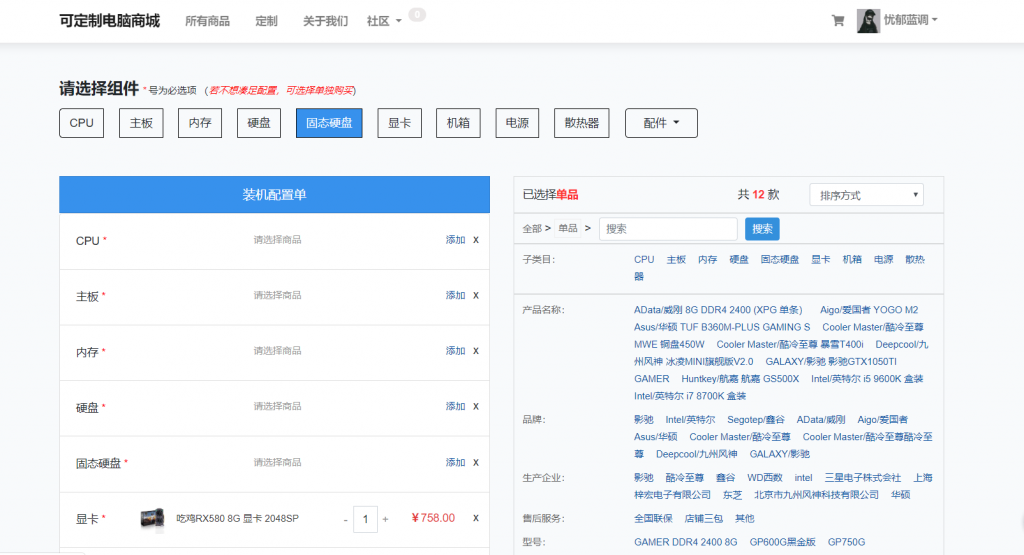 可定制电脑商城 所有商品 定制 关于我们 社区 0 忧郁蓝调
请选择组件 * 号为必选项 （若不想凑足配置，可选择单独购买）
CPU 主板 内存 硬盘 固态硬盘 显卡 机箱 电源 散热器 配件
装机配置单
CPU * 请选择商品 添加 x
主板 * 请选择商品 添加 x
内存 * 请选择商品 添加 x
硬盘 * 请选择商品 添加 x
固态硬盘 * 请选择商品 添加 x
显卡 * 吃鸡RX580 8G 显卡 2048SP - 1 + ￥758.00 x
已选择单品 共 12 款 排序方式
全部 > 单品 > 搜索 搜索
子类目： CPU 主板 内存 硬盘 固态硬盘 显卡 机箱 电源 散热
器
产品名称： AData/威刚 8G DDR4 2400 (XPG 单条） Aigo/爱国者 YOGO M2
Asus/华硕 TUF B360M-PLUS GAMING S Cooler Master/酷冷至尊
MWE 铜盘450W Cooler Master/酷冷至尊 暴雪T400i Deepcool/九
州风神 冰凌MINI旗舰版V2.0 GALAXY/影驰 影驰GTX1050TI
GAMER Huntkey/航嘉 航嘉 GS500X Intel/英特尔 i5 9600K 盒装
Intel/英特尔 i7 8700K 盒装
品牌： 影驰 Intel/英特尔 Segotep/鑫谷 AData/威刚 Aigo/爱国者
Asus/华硕 Cooler Master/酷冷至尊 Cooler Master/酷冷至尊酷冷至
尊 Deepcool/九州风神 GALAXY/影驰
生产企业： 影驰 酷冷至尊 鑫谷 WD西数 intel 三星电子株式会社 上海
梓宏电子有限公司 东芝 北京市九州风神科技有限公司 华硕
售后服务： 全国联保 店铺三包 其他
型号： GAMER DDR4 2400 8G GP600G黑金版 GP750G